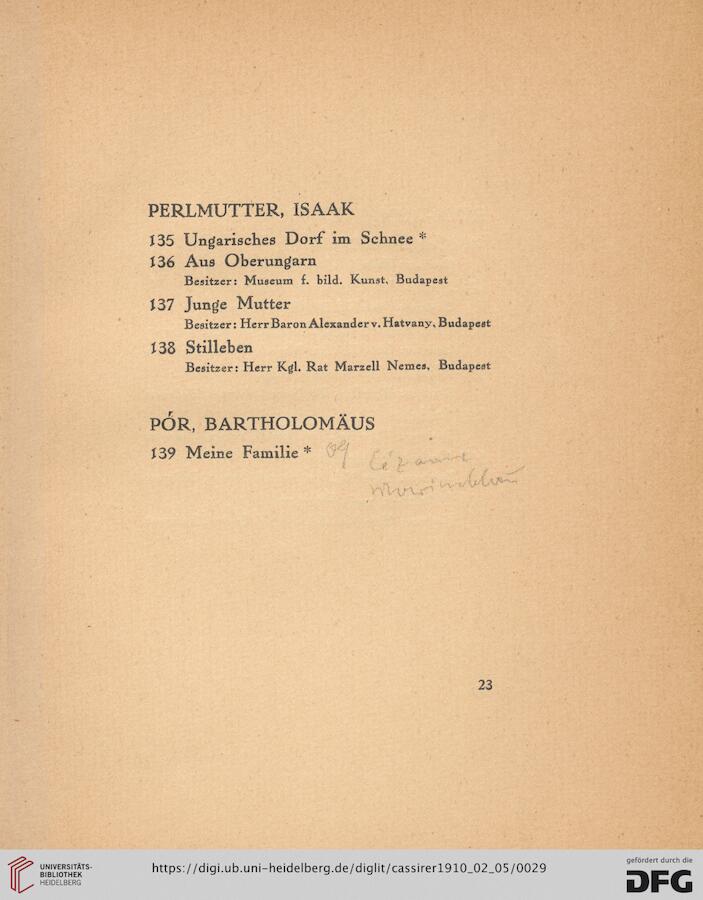 PERLMUTTER, ISAAK
135 Ungarisches Dorf im Schnee *
136 Aus Oberungarn
Besitzer: Museum f. bild. Kunst, Budapest
137 Junge Mutter
Besitzer: Herr Baron Alexander v. Hatvany, Budapest
138 Stilleben
Besitzer: Herr Kgl. Rat Marzell Nemes, Budapest
PÓR, BARTHOLOMÄUS
139 Meine Familie *
Cézanne
23
UNIVERSITÄTS-
BIBLIOTHEK
HEIDELBERG
https://digi.ub.uni-heidelberg.de/diglit/cassirer1910_02_05/0029
gefördert durch die
DFG